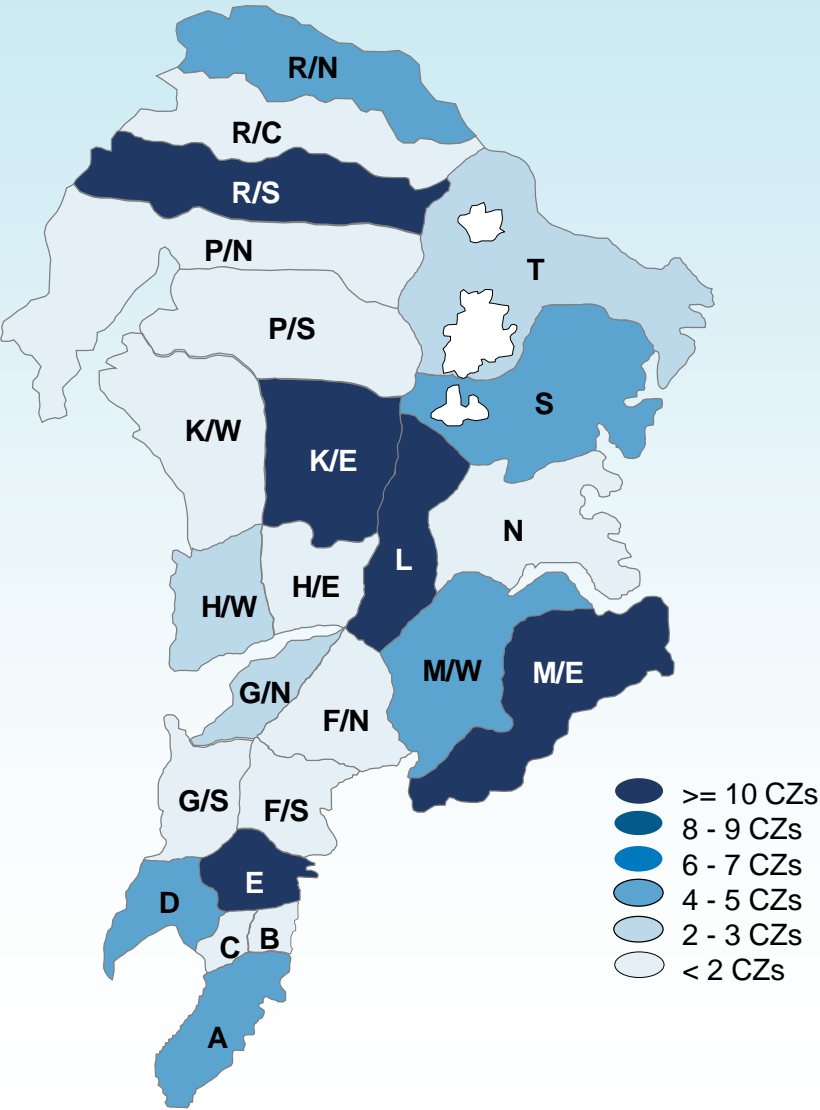 R/N
R/C
R/S
P/N
T
P/S
S
K/W
K/E
N
L
H/E
H/W
M/W
M/E
G/N
F/N
G/S
F/S
>= 10 CZs
8 - 9 CZs
6 - 7 CZs
4 - 5 CZs
2 - 3 CZs
< 2 CZs
E
D
B
C
A